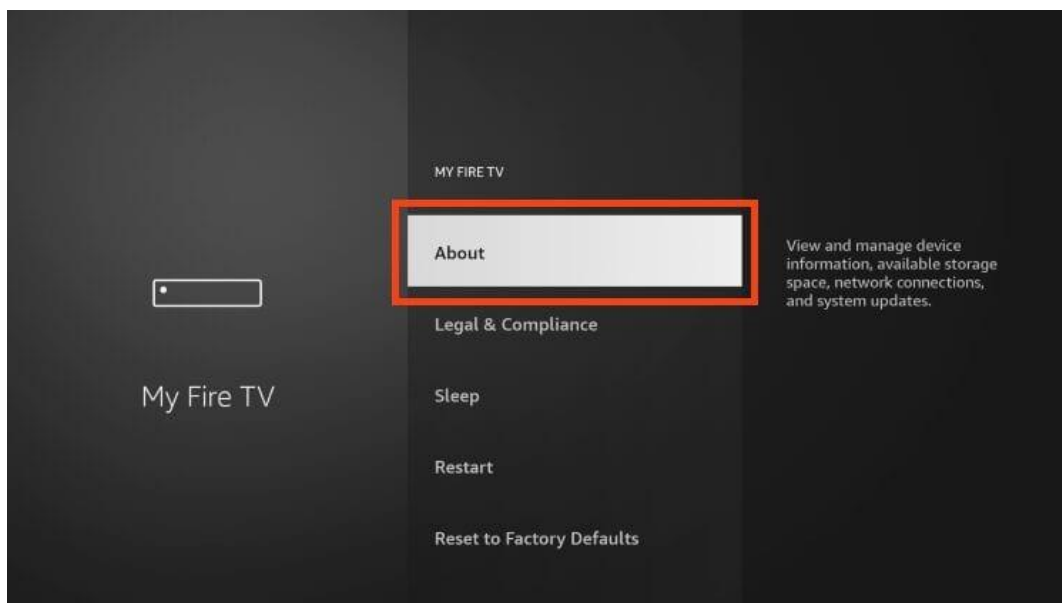 MY FIRE TV
About
View and manage device
information, available storage
space, network connections,
and system updates.
Legal & Compliance
My Fire TV
Sleep
Restart
Reset to Factory Defaults